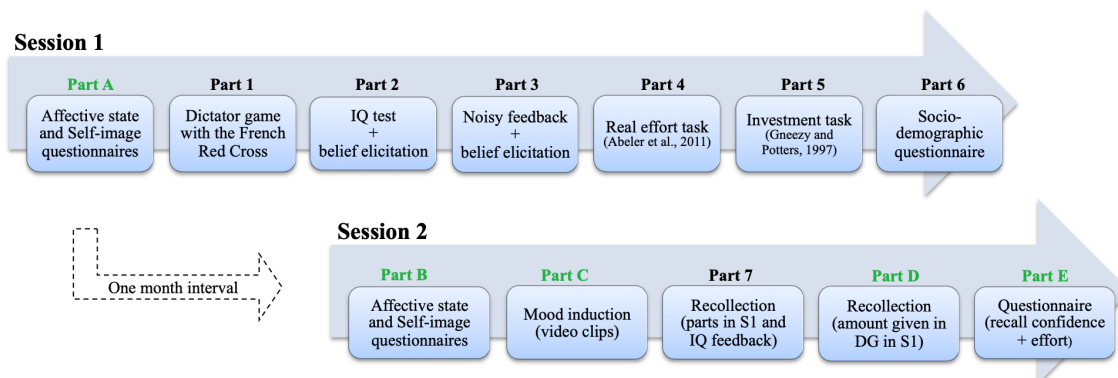 Session 1
Part A
Part 1
Part 2
Part 3
Part 4
Part 5
Part 6
Affective state
and Self-image
questionnaires
Dictator game
with the French
Red Cross
IQ test
+
belief elicitation
Noisy feedback
+
belief elicitation
Real effort task
(Abeler et al., 2011)
Investment task
(Gneezy and
Potters, 1997)
Socio-
demographic
questionnaire
One month interval
Session 2
Part B
Part C
Part 7
Part D
Part E
Affective state
and Self-image
questionnaires
Mood induction
(video clips)
Recollection
(parts in S1 and
IQ feedback)
Recollection
(amount given in
DG in S1)
Questionnaire
(recall confidence
+ effort)